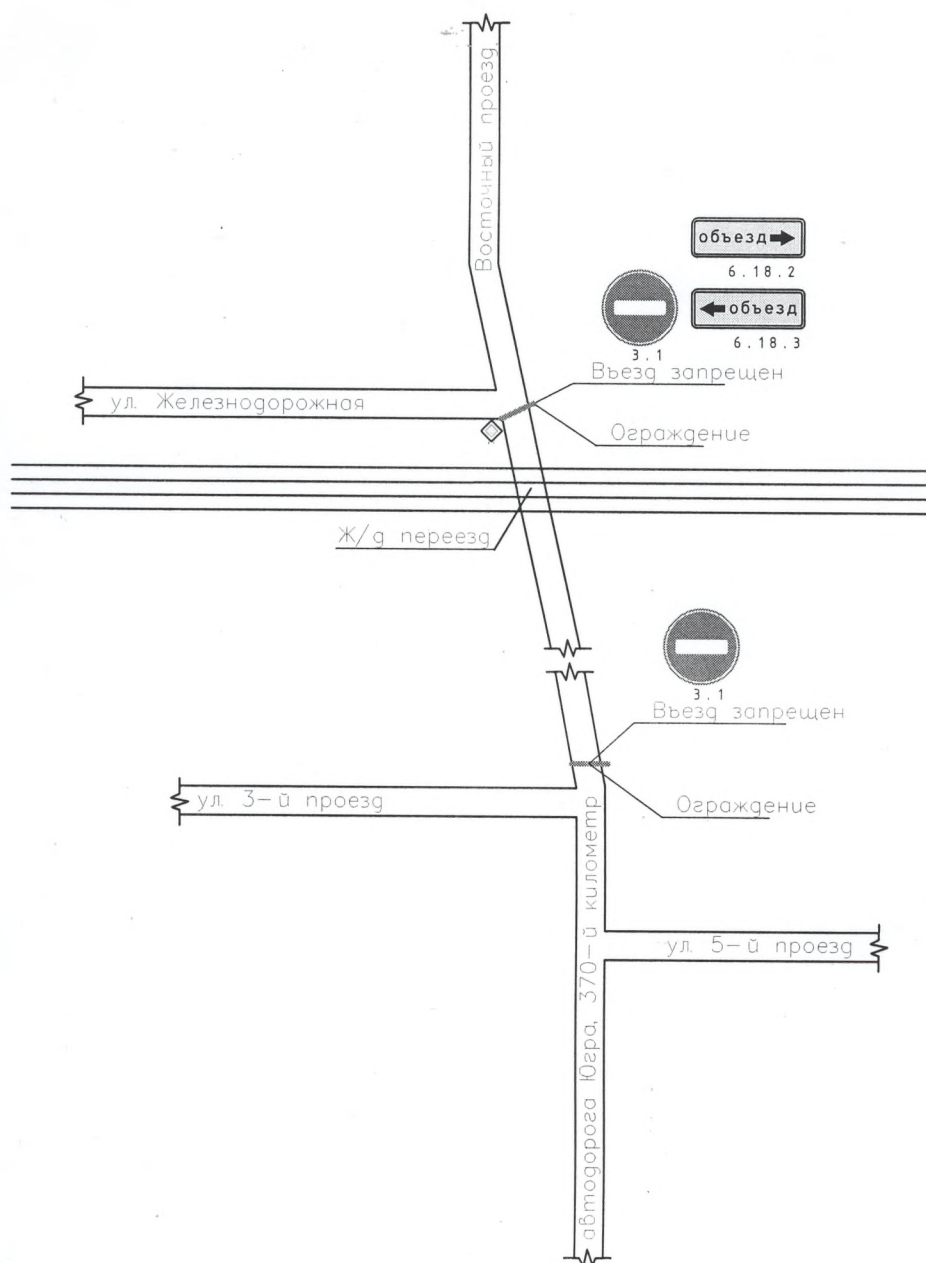 Восточный проезд
объезд
6.18.2
объезд
6.18.3
3.1
Въезд запрещен
ул. Железнодорожная
Ограждение
Ж/д переезд
3.1
Въезд запрещен
ул. 3-й проезд
Ограждение
ул. 5-й проезд
автодорога Югра, 370-й километр